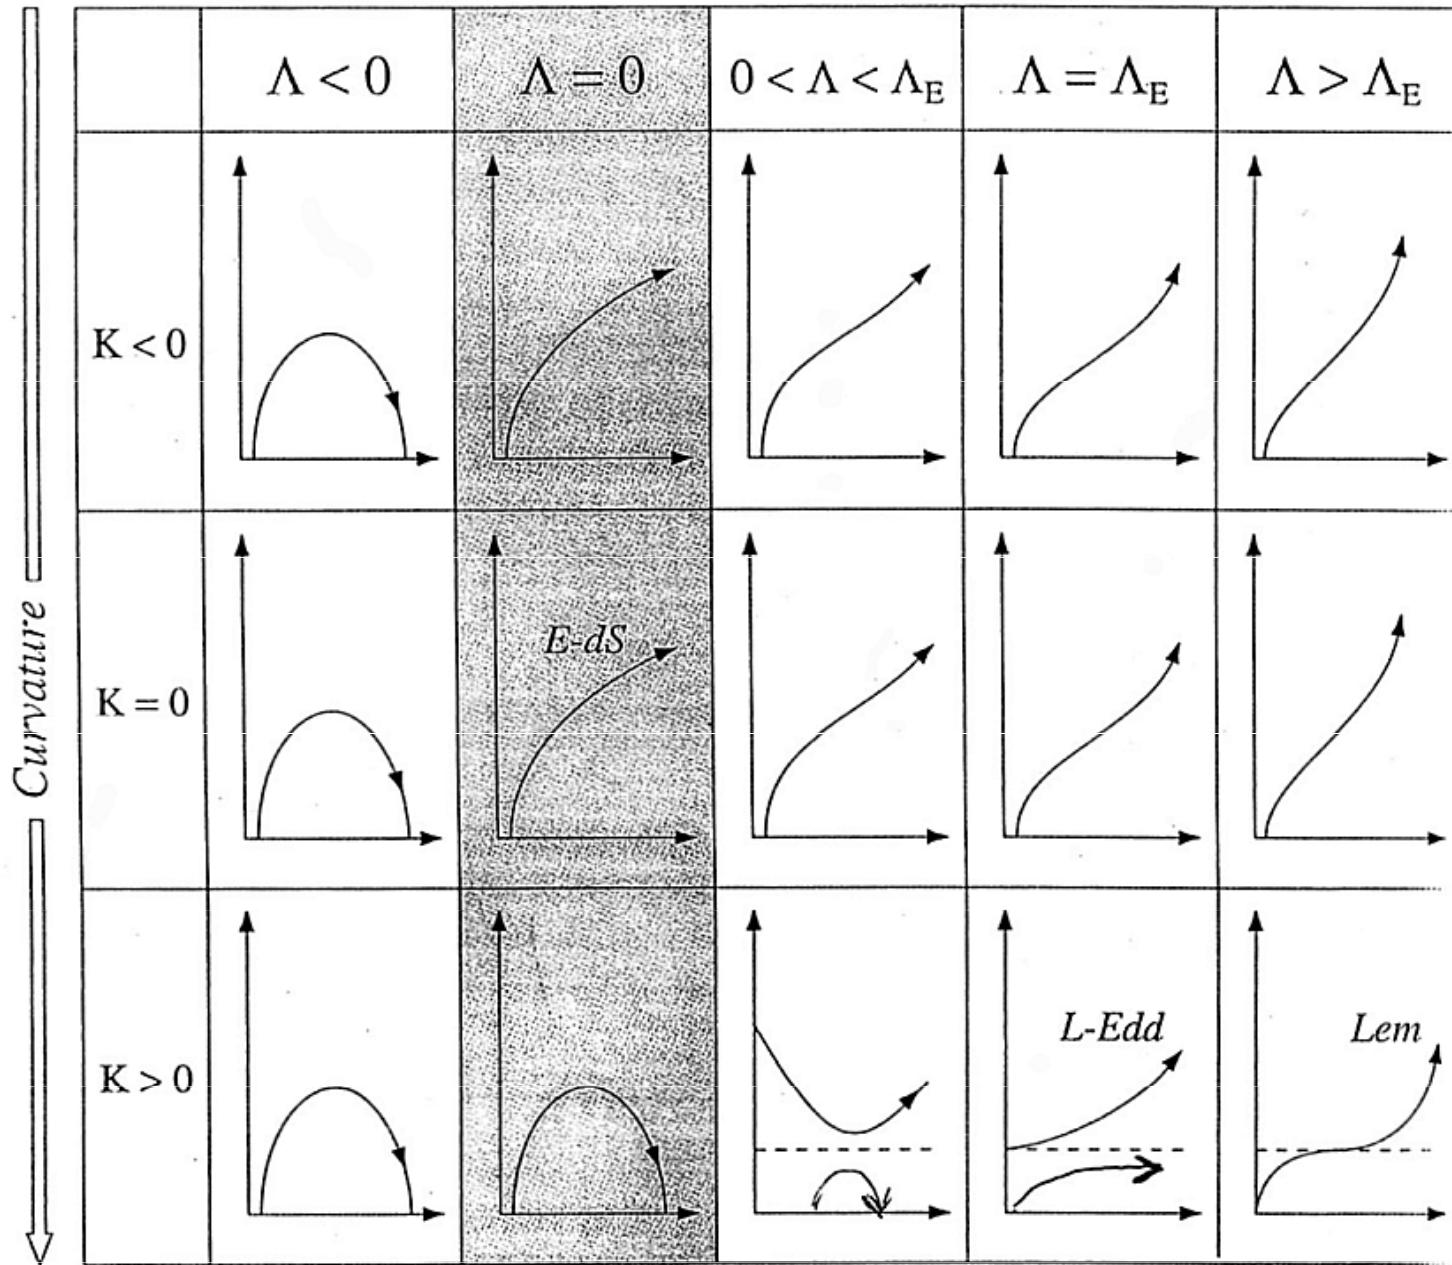 Λ < 0
Λ = 0
0 < Λ < Λ_E
Λ = Λ_E
Λ > Λ_E
K < 0
K = 0
E-dS
Curvature
K > 0
L-Edd
Lem